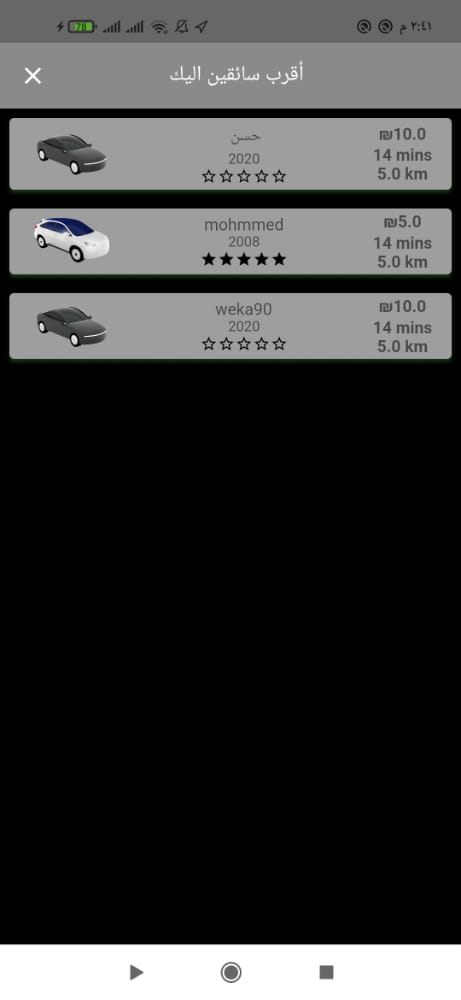 78
٢:٤١ م
أقرب سائقين اليك
حسن
2020
₪10.0
14 mins
5.0 km
mohmmed
2008
₪5.0
14 mins
5.0 km
weka90
2020
₪10.0
14 mins
5.0 km